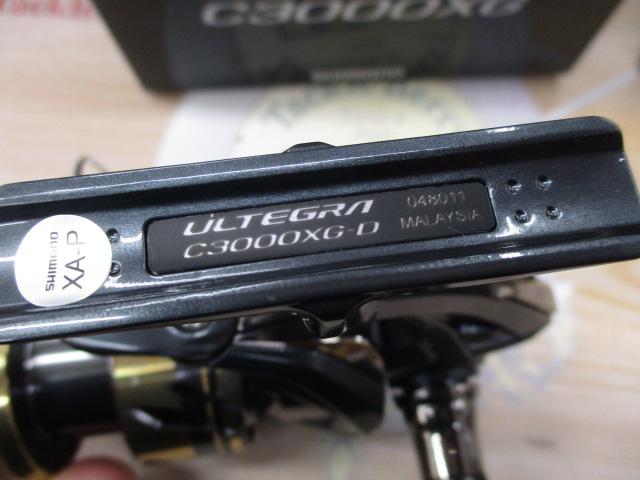 C3000XG
ULTEGRA
C3000XG-D
048011
MALAYSIA
SHIMANO
XA-P